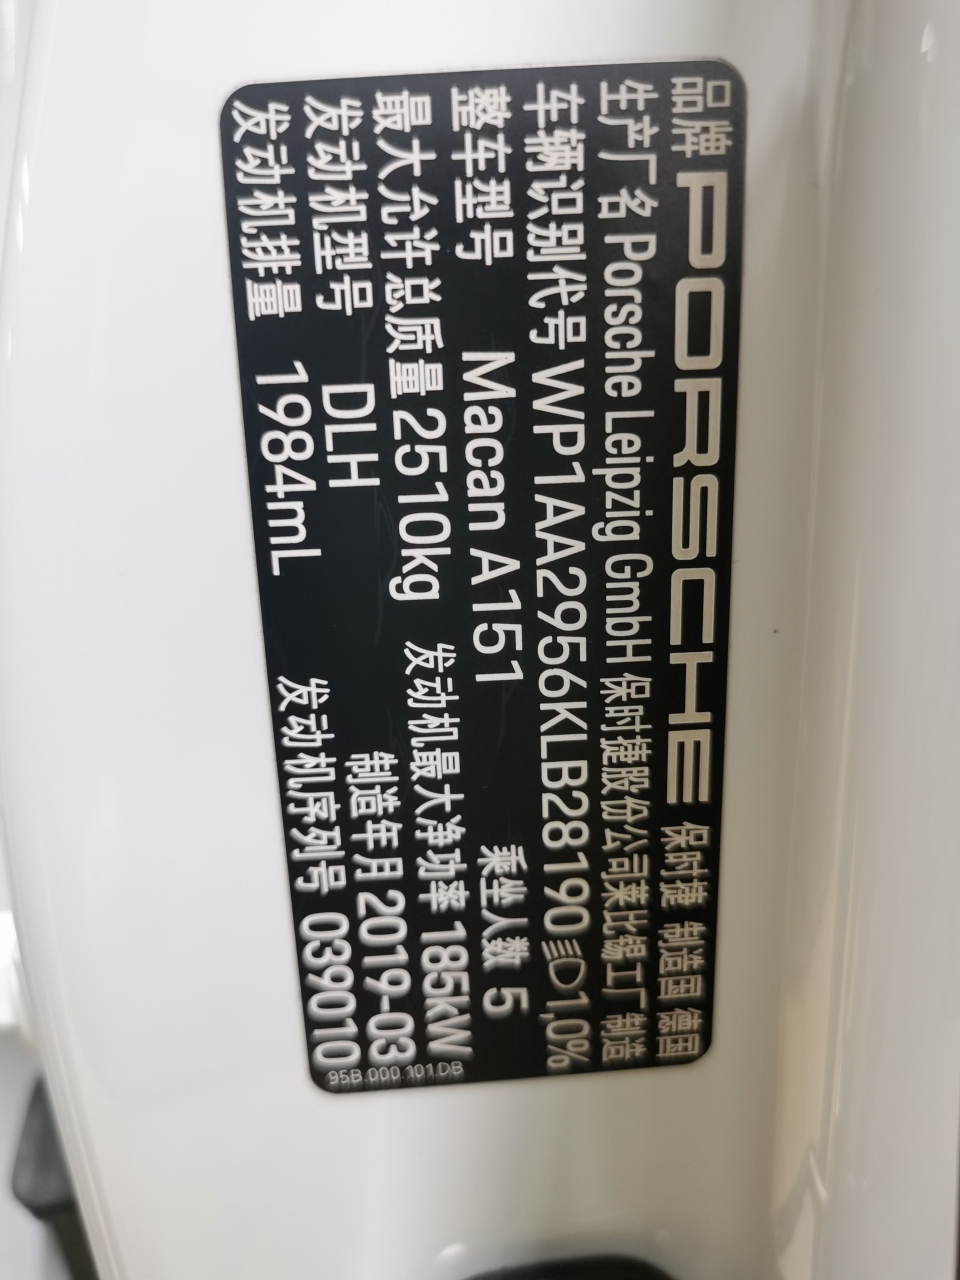 品牌 PORSCHE 保时捷 制造国 德国
生产厂名 Porsche Leipzig GmbH 保时捷股份公司莱比锡工厂制造
车辆识别代号 WP1AA2956KLB28190 1,0%
整车型号 Macan A151 乘坐人数 5
最大允许总质量 2510kg 发动机最大净功率 185kW
发动机型号 DLH 制造年月 2019-03
发动机排量 1984mL 发动机序列号 039010
95B.000.101.DB